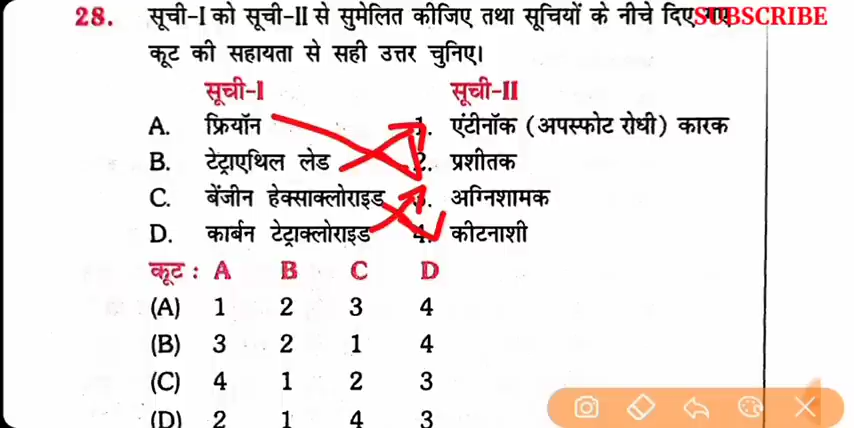 28. सूची-I को सूची-II से सुमेलित कीजिए तथा सूचियों के नीचे दिए गए
SUBSCRIBE
कूट की सहायता से सही उत्तर चुनिए।
सूची-I सूची-II
A. फ्रियॉन 1. एंटीनॉक (अपस्फोट रोधी) कारक
B. टेट्राएथिल लेड 2. प्रशीतक
C. बेंजीन हेक्साक्लोराइड 3. अग्निशामक
D. कार्बन टेट्राक्लोराइड 4. कीटनाशी
कूट : A B C D
(A) 1 2 3 4
(B) 3 2 1 4
(C) 4 1 2 3
(D) 2 1 4 3